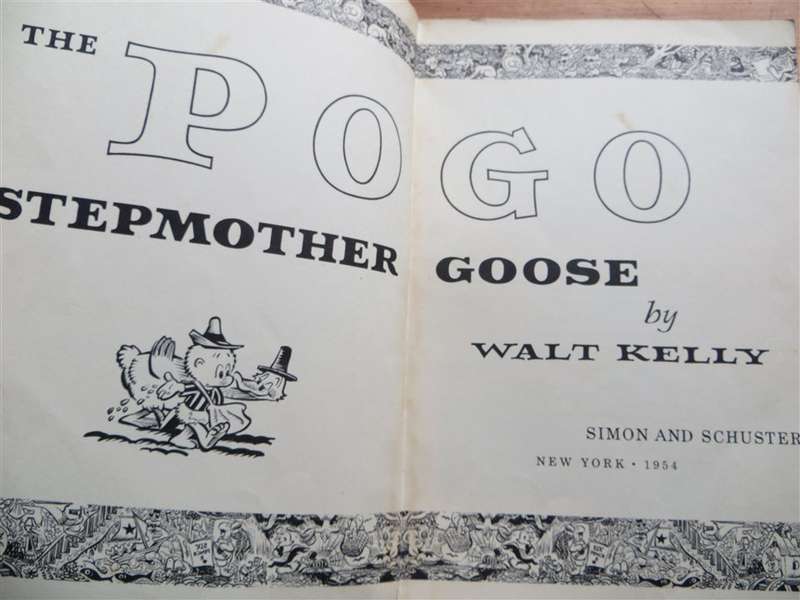 THE
POGO
STEPMOTHER GOOSE
by
WALT KELLY
SIMON AND SCHUSTER
NEW YORK · 1954